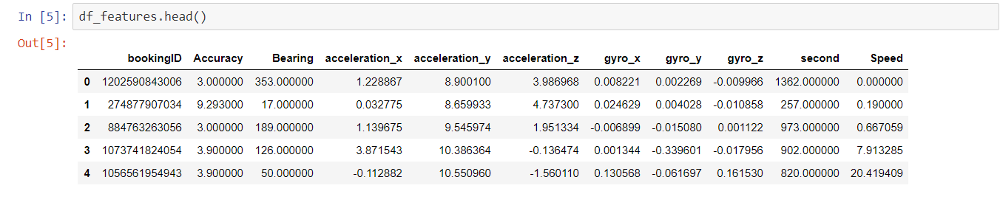 In [5]: df_features.head()
Out[5]:
bookingID Accuracy Bearing acceleration_x acceleration_y acceleration_z gyro_x gyro_y gyro_z second Speed
0 1202590843006 3.000000 353.000000 1.228867 8.900100 3.986968 0.008221 0.002269 -0.009966 1362.000000 0.000000
1 274877907034 9.293000 17.000000 0.032775 8.659933 4.737300 0.024629 0.004028 -0.010858 257.000000 0.190000
2 884763263056 3.000000 189.000000 1.139675 9.545974 1.951334 -0.006899 -0.015080 0.001122 973.000000 0.667059
3 1073741824054 3.900000 126.000000 3.871543 10.386364 -0.136474 0.001344 -0.339601 -0.017956 902.000000 7.913285
4 1056561954943 3.900000 50.000000 -0.112882 10.550960 -1.560110 0.130568 -0.061697 0.161530 820.000000 20.419409